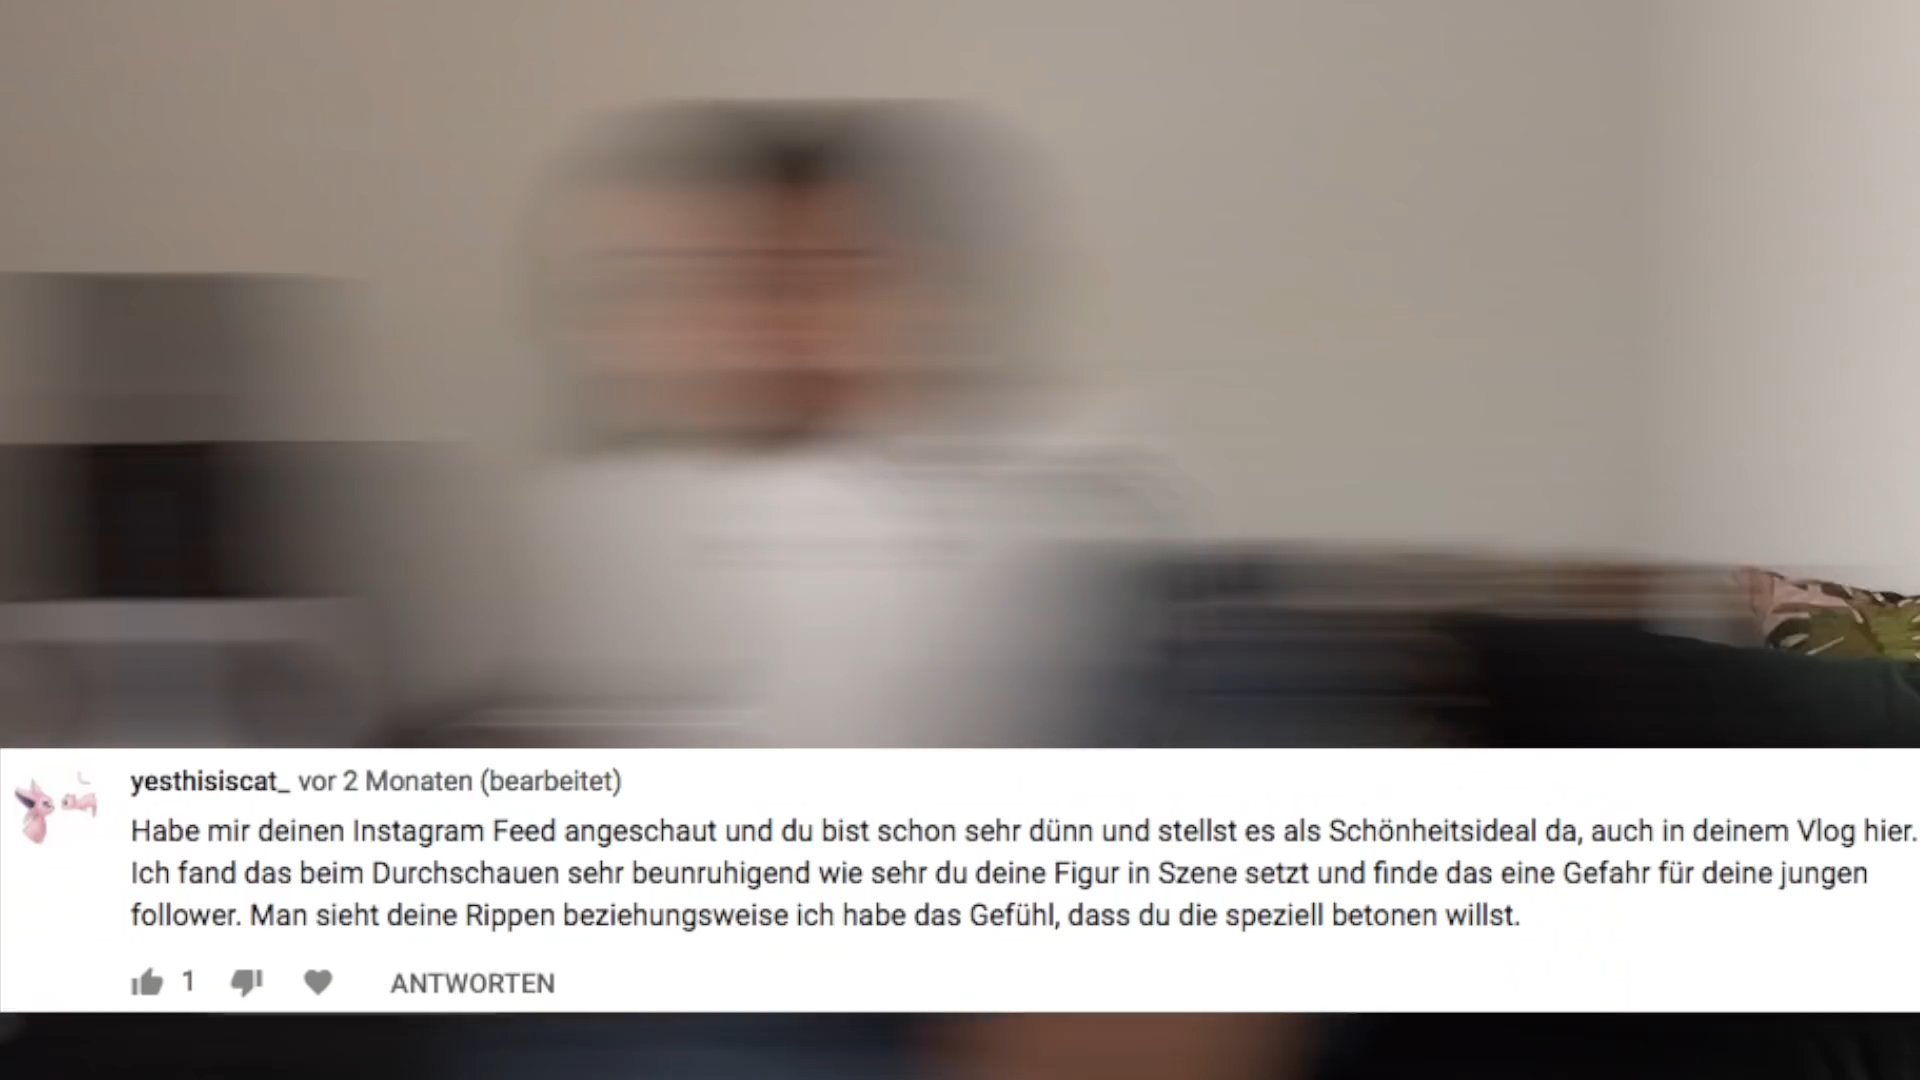 yesthisiscat_ vor 2 Monaten (bearbeitet)
Habe mir deinen Instagram Feed angeschaut und du bist schon sehr dünn und stellst es als Schönheitsideal da, auch in deinem Vlog hier.
Ich fand das beim Durchschauen sehr beunruhigend wie sehr du deine Figur in Szene setzt und finde das eine Gefahr für deine jungen
follower. Man sieht deine Rippen beziehungsweise ich habe das Gefühl, dass du die speziell betonen willst.
1 ANTWORTEN